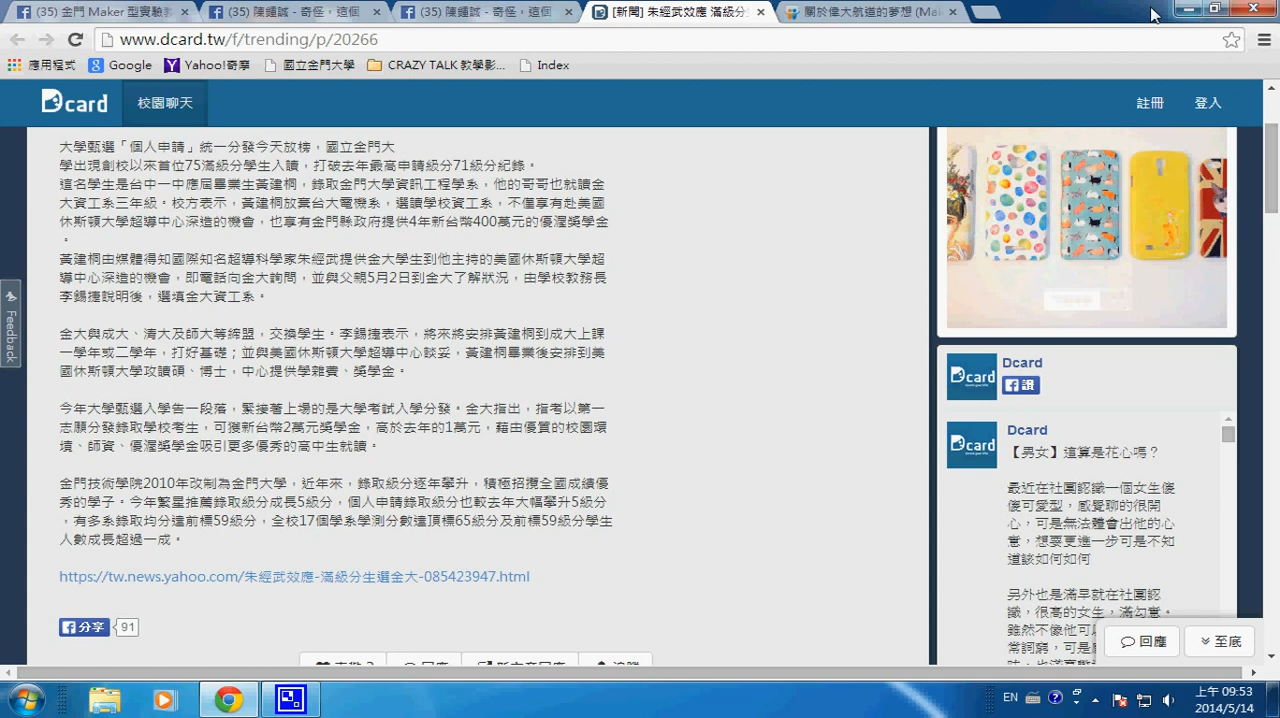 (35) 金門 Maker 型實驗教
(35) 陳鍾誠 - 奇怪，這個
(35) 陳鍾誠 - 奇怪，這個
[新聞] 朱經武效應 滿級分生
關於偉大航道的夢想 (Mak
www.dcard.tw/f/trending/p/20266
應用程式
Google
Yahoo!奇摩
國立金門大學
CRAZY TALK 教學影...
Index
Dcard
校園聊天
註冊
登入
大學甄選「個人申請」統一分發今天放榜，國立金門大
學出現創校以來首位75滿級分學生入讀，打破去年最高申請級分71級分紀錄。
這名學生是台中一中應屆畢業生黃建桐，錄取金門大學資訊工程學系，他的哥哥也就讀金
大資工系三年級。校方表示，黃建桐放棄台大電機系，選讀學校資工系，不僅享有赴美國
休斯頓大學超導中心深造的機會，也享有金門縣政府提供4年新台幣400萬元的優渥獎學金
。
黃建桐由媒體得知國際知名超導科學家朱經武提供金大學生到他主持的美國休斯頓大學超
導中心深造的機會，即電話向金大詢問，並與父親5月2日到金大了解狀況，由學校教務長
李錫捷說明後，選填金大資工系。
金大與成大、清大及師大等締盟，交換學生。李錫捷表示，將來將安排黃建桐到成大上課
一學年或二學年，打好基礎；並與美國休斯頓大學超導中心談妥，黃建桐畢業後安排到美
國休斯頓大學攻讀碩、博士，中心提供學雜費、獎學金。
今年大學甄選入學告一段落，緊接著上場的是大學考試入學分發。金大指出，指考以第一
志願分發錄取學校考生，可獲新台幣2萬元獎學金，高於去年的1萬元，藉由優質的校園環
境、師資、優渥獎學金吸引更多優秀的高中生就讀。
金門技術學院2010年改制為金門大學，近年來，錄取級分逐年攀升，積極招攬全國成績優
秀的學子。今年繁星推薦錄取級分成長5級分，個人申請錄取級分也較去年大幅攀升5級分
，有多系錄取均分達前標59級分，全校17個學系學測分數達頂標65級分及前標59級分學生
人數成長超過一成。
https://tw.news.yahoo.com/朱經武效應-滿級分生選金大-085423947.html
分享
91
Feedback
Dcard
Dcard
讚
Dcard
Dcard
【男女】這算是花心嗎？
最近在社團認識一個女生傻
傻可愛型，感覺聊的很開
心，可是無法體會出他的心
意，想要更進一步可是不知
道該如何如何
另外也是滿早就在社團認
識，很高的女生，滿勾意。
雖然不像他可
常詞窮，可是
回應
至底
EN
上午 09:53
2014/5/14